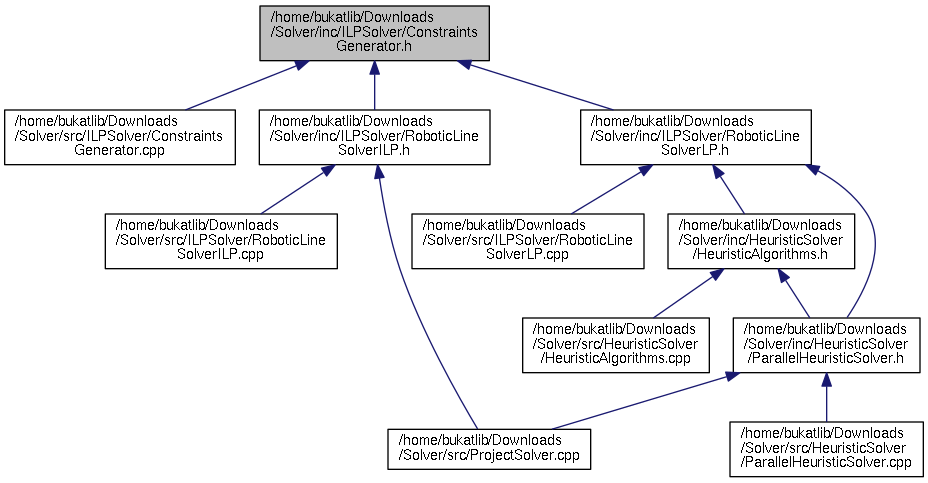 /home/bukatlib/Downloads
/Solver/inc/ILPSolver/Constraints
Generator.h
/home/bukatlib/Downloads
/Solver/src/ILPSolver/Constraints
Generator.cpp
/home/bukatlib/Downloads
/Solver/inc/ILPSolver/RoboticLine
SolverILP.h
/home/bukatlib/Downloads
/Solver/inc/ILPSolver/RoboticLine
SolverLP.h
/home/bukatlib/Downloads
/Solver/src/ILPSolver/RoboticLine
SolverILP.cpp
/home/bukatlib/Downloads
/Solver/src/ILPSolver/RoboticLine
SolverLP.cpp
/home/bukatlib/Downloads
/Solver/inc/HeuristicSolver
/HeuristicAlgorithms.h
/home/bukatlib/Downloads
/Solver/src/HeuristicSolver
/HeuristicAlgorithms.cpp
/home/bukatlib/Downloads
/Solver/inc/HeuristicSolver
/ParallelHeuristicSolver.h
/home/bukatlib/Downloads
/Solver/src/ProjectSolver.cpp
/home/bukatlib/Downloads
/Solver/src/HeuristicSolver
/ParallelHeuristicSolver.cpp